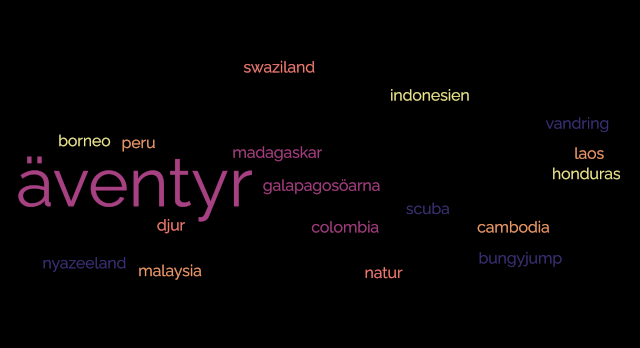 swaziland
indonesien
vandring
borneo
peru
madagaskar
laos
äventyr
honduras
galapagosöarna
scuba
djur
colombia
cambodia
nyazeeland
malaysia
natur
bungyjump